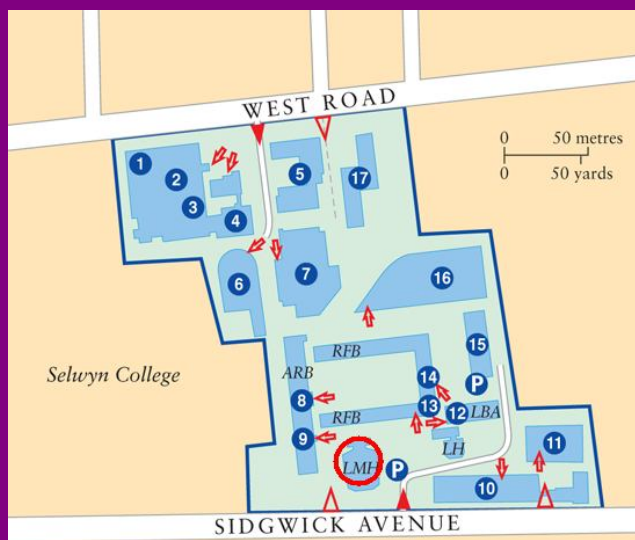 WEST ROAD
0 50 metres
0 50 yards
1
2
3
4
5
17
6
7
16
Selwyn College
ARB
RFB
15
8
14
P
RFB
13
12
LBA
9
LH
11
LMH
P
10
SIDGWICK AVENUE